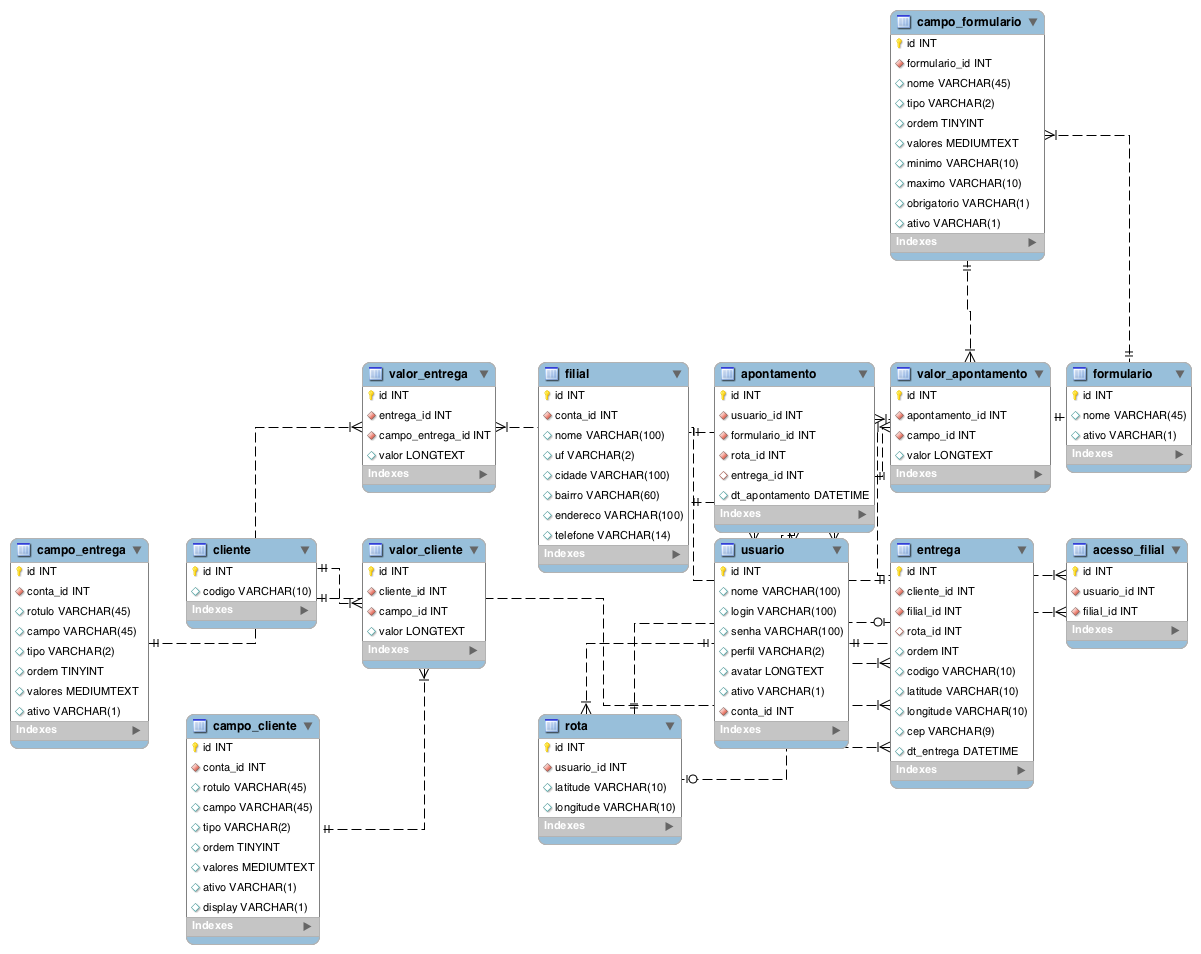 campo_formulario
id INT
formulario_id INT
nome VARCHAR(45)
tipo VARCHAR(2)
ordem TINYINT
valores MEDIUMTEXT
minimo VARCHAR(10)
maximo VARCHAR(10)
obrigatorio VARCHAR(1)
ativo VARCHAR(1)
Indexes
valor_entrega
id INT
entrega_id INT
campo_entrega_id INT
valor LONGTEXT
Indexes
filial
id INT
conta_id INT
nome VARCHAR(100)
uf VARCHAR(2)
cidade VARCHAR(100)
bairro VARCHAR(60)
endereco VARCHAR(100)
telefone VARCHAR(14)
Indexes
apontamento
id INT
usuario_id INT
formulario_id INT
rota_id INT
entrega_id INT
dt_apontamento DATETIME
Indexes
valor_apontamento
id INT
apontamento_id INT
campo_id INT
valor LONGTEXT
Indexes
formulario
id INT
nome VARCHAR(45)
ativo VARCHAR(1)
Indexes
campo_entrega
id INT
conta_id INT
rotulo VARCHAR(45)
campo VARCHAR(45)
tipo VARCHAR(2)
ordem TINYINT
valores MEDIUMTEXT
ativo VARCHAR(1)
Indexes
cliente
id INT
codigo VARCHAR(10)
Indexes
valor_cliente
id INT
cliente_id INT
campo_id INT
valor LONGTEXT
Indexes
usuario
id INT
nome VARCHAR(100)
login VARCHAR(100)
senha VARCHAR(100)
perfil VARCHAR(2)
avatar LONGTEXT
ativo VARCHAR(1)
conta_id INT
Indexes
entrega
id INT
cliente_id INT
filial_id INT
rota_id INT
ordem INT
codigo VARCHAR(10)
latitude VARCHAR(10)
longitude VARCHAR(10)
cep VARCHAR(9)
dt_entrega DATETIME
Indexes
acesso_filial
id INT
usuario_id INT
filial_id INT
Indexes
campo_cliente
id INT
conta_id INT
rotulo VARCHAR(45)
campo VARCHAR(45)
tipo VARCHAR(2)
ordem TINYINT
valores MEDIUMTEXT
ativo VARCHAR(1)
display VARCHAR(1)
Indexes
rota
id INT
usuario_id INT
latitude VARCHAR(10)
longitude VARCHAR(10)
Indexes